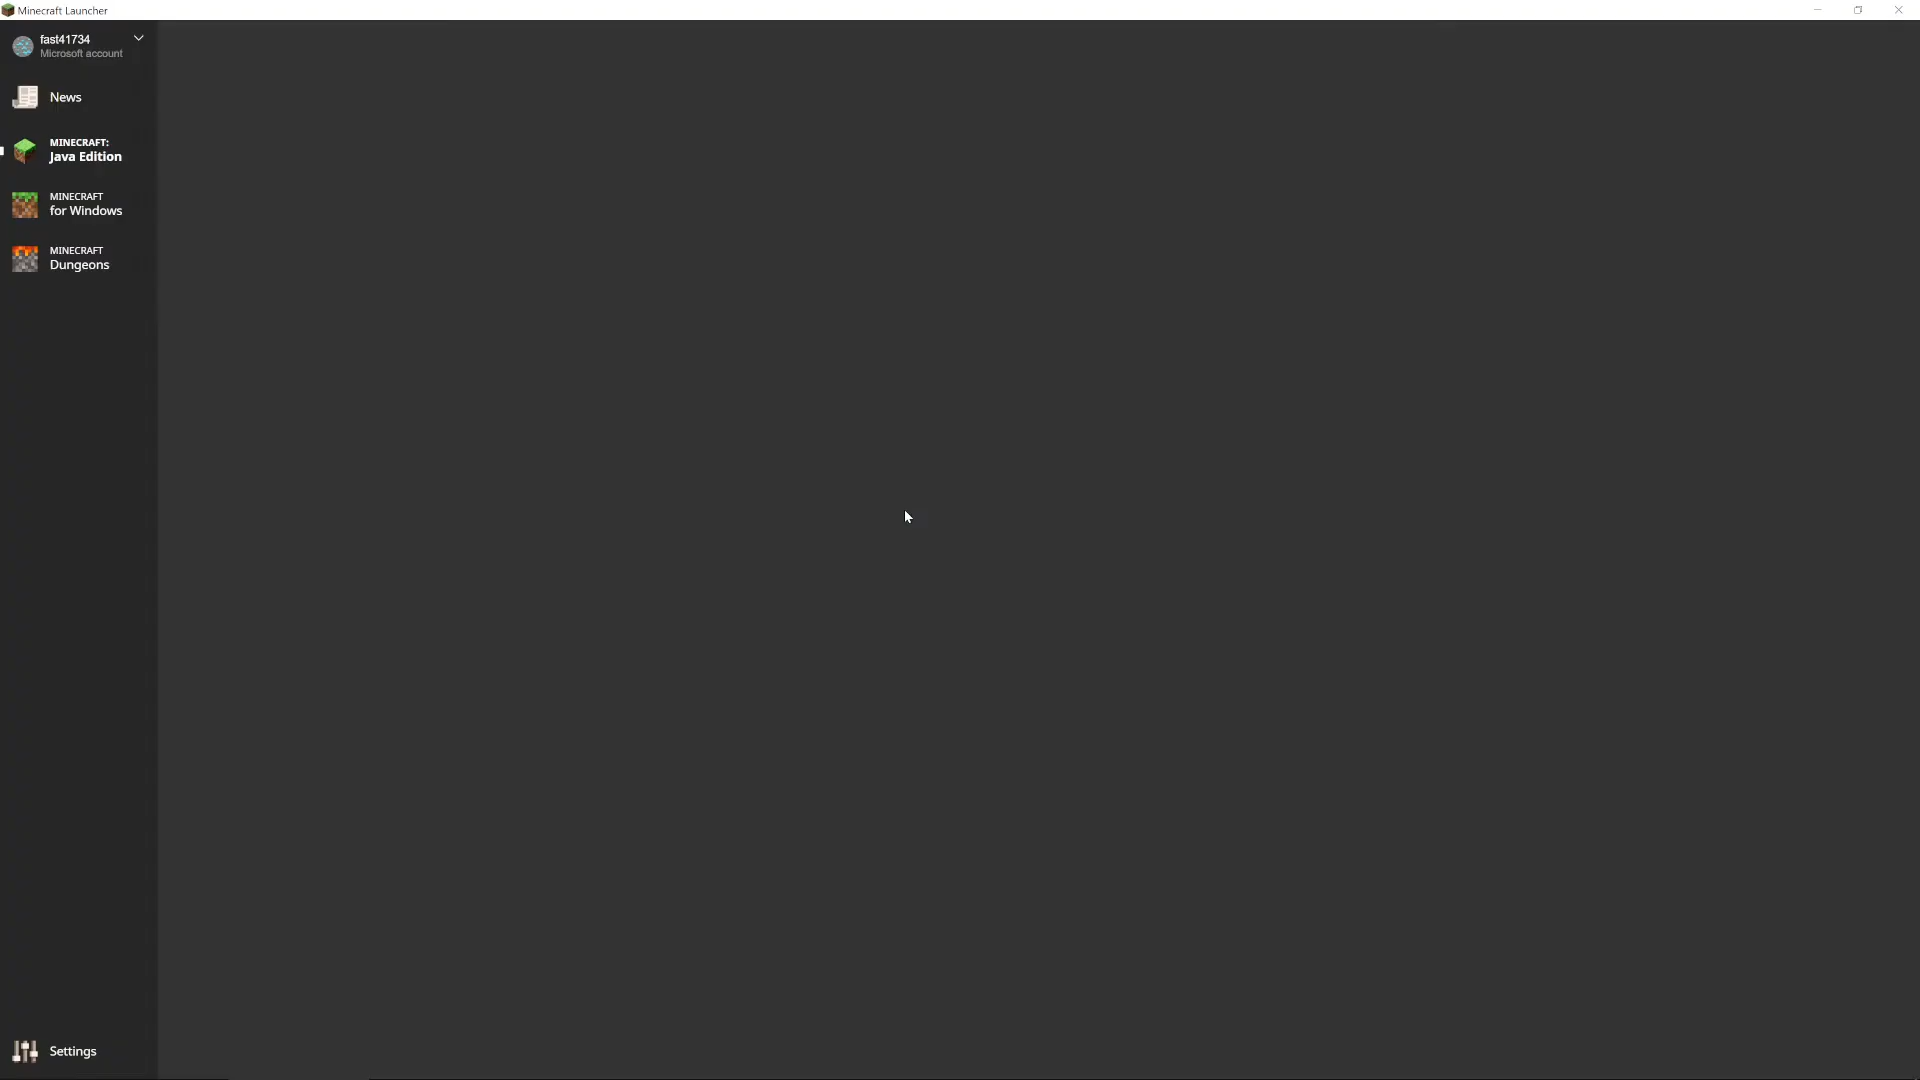 Minecraft Launcher
fast41734
Microsoft account
News
MINECRAFT:
Java Edition
MINECRAFT
for Windows
MINECRAFT
Dungeons
Settings